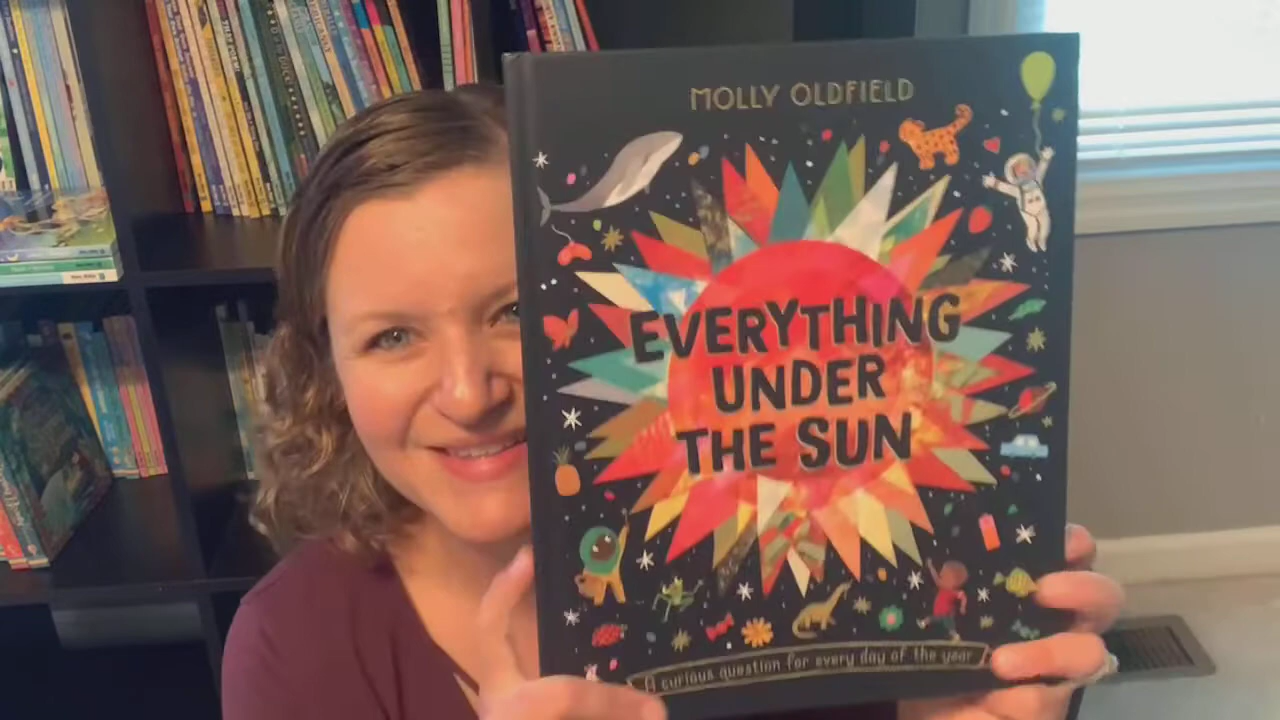 MOLLY OLDFIELD
EVERYTHING
UNDER
THE SUN
A curious question for every day of the year